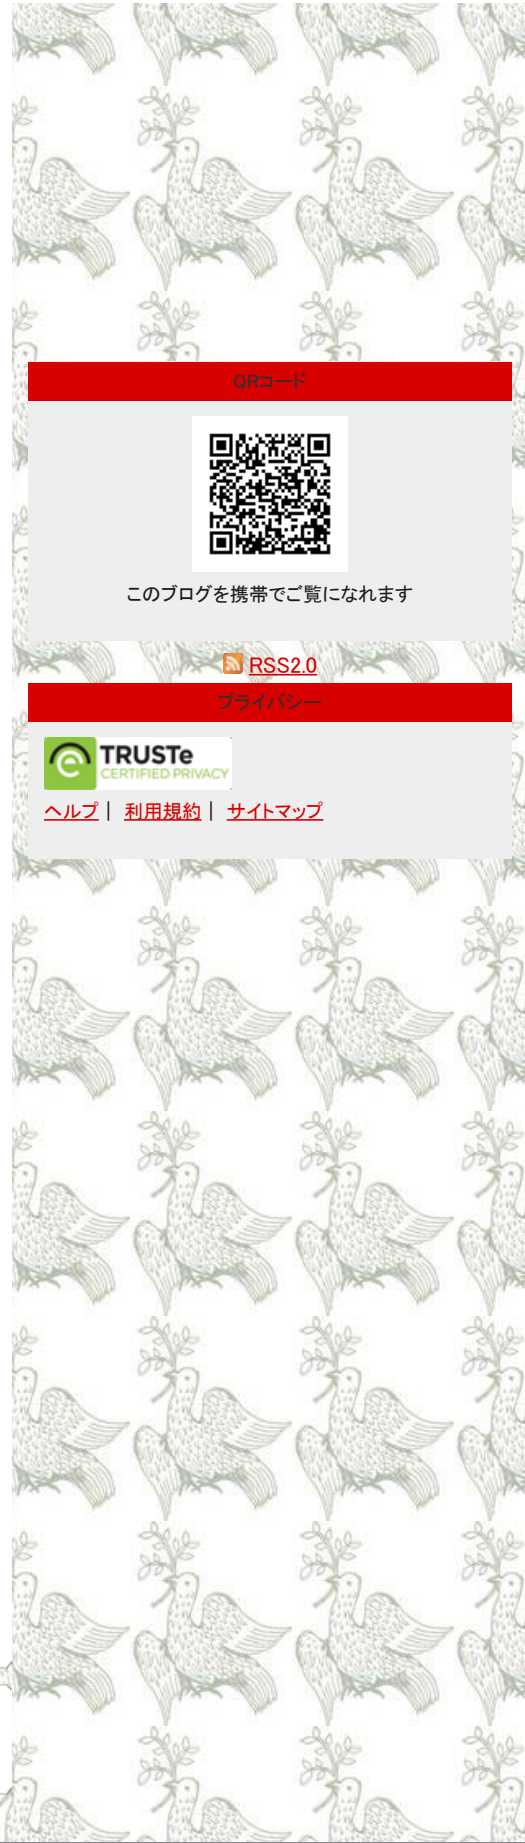 QRコード
このブログを携帯でご覧になれます
RSS2.0
プライバシー
TRUSTe
CERTIFIED PRIVACY
ヘルプ | 利用規約 | サイトマップ